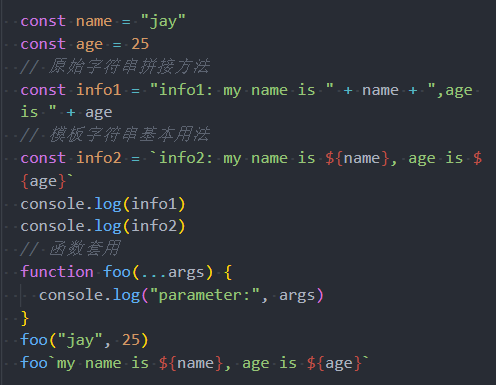 const name = "jay"
const age = 25
// 原始字符串拼接方法
const info1 = "info1: my name is " + name + ",age
is " + age
// 模板字符串基本用法
const info2 = `info2: my name is ${name}, age is $
{age}`
console.log(info1)
console.log(info2)
// 函数套用
function foo(...args) {
  console.log("parameter:", args)
}
foo("jay", 25)
foo`my name is ${name}, age is ${age}`